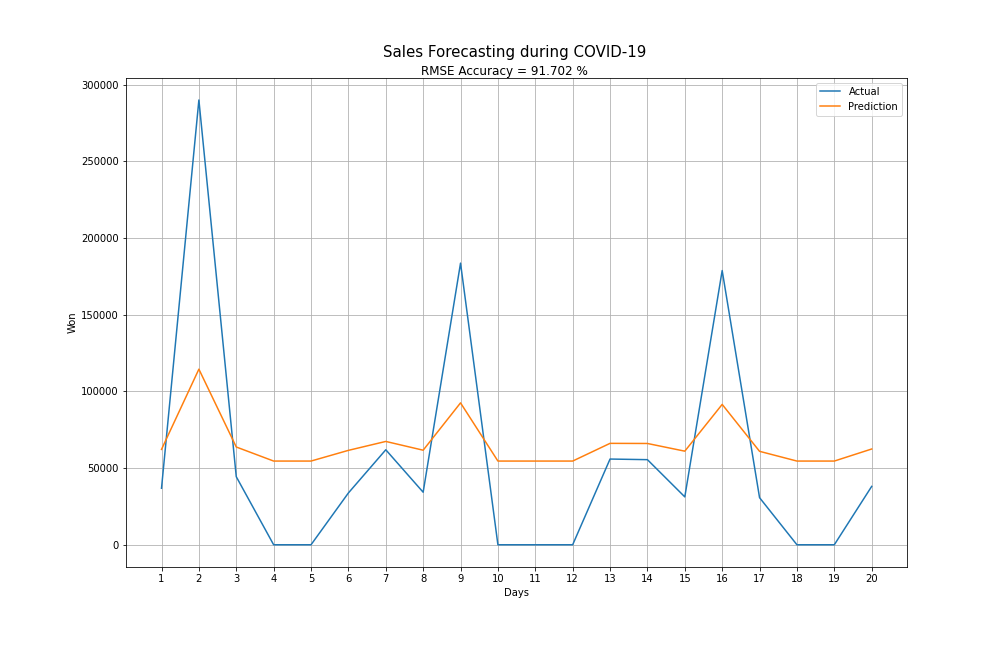 Sales Forecasting during COVID-19
RMSE Accuracy = 91.702 %
Actual
Prediction
300000
250000
200000
150000
100000
50000
0
Won
1 2 3 4 5 6 7 8 9 10 11 12 13 14 15 16 17 18 19 20
Days